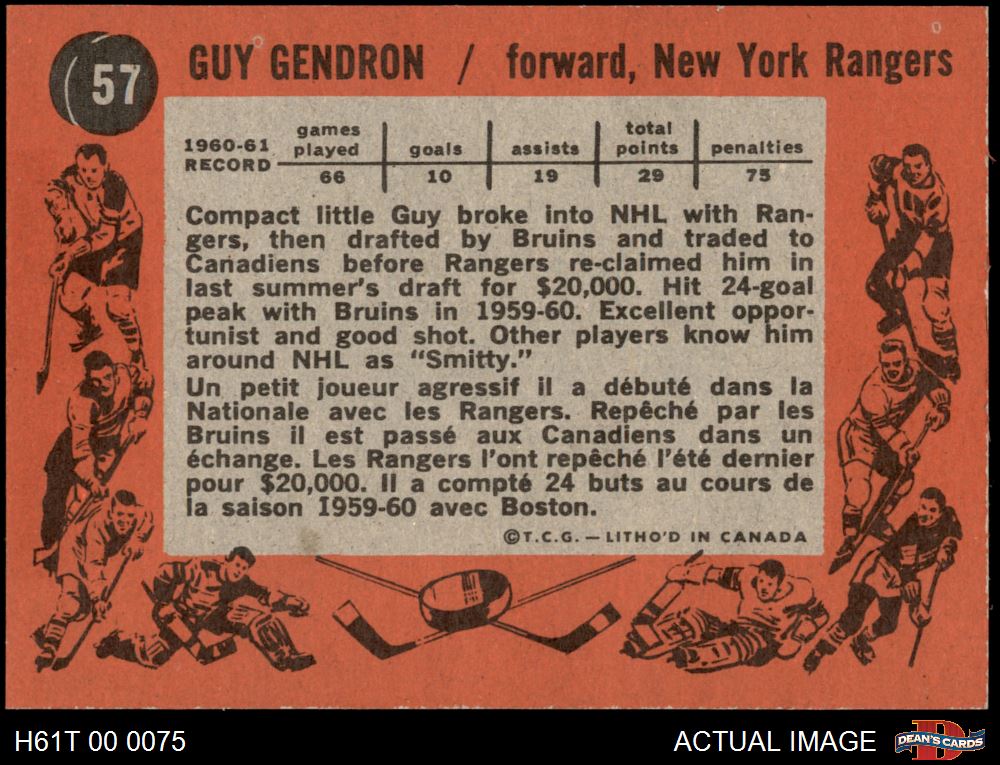 57
GUY GENDRON / forward, New York Rangers
1960-61 RECORD games played goals assists total points penalties
66 10 19 29 75
Compact little Guy broke into NHL with Ran-
gers, then drafted by Bruins and traded to
Canadiens before Rangers re-claimed him in
last summer's draft for $20,000. Hit 24-goal
peak with Bruins in 1959-60. Excellent oppor-
tunist and good shot. Other players know him
around NHL as "Smitty."
Un petit joueur agressif il a débuté dans la
Nationale avec les Rangers. Repêché par les
Bruins il est passé aux Canadiens dans un
échange. Les Rangers l'ont repêché l'été dernier
pour $20,000. Il a compté 24 buts au cours de
la saison 1959-60 avec Boston.
©T.C.G. — LITHO'D IN CANADA
H61T 00 0075
ACTUAL IMAGE
D
DEAN'S CARDS